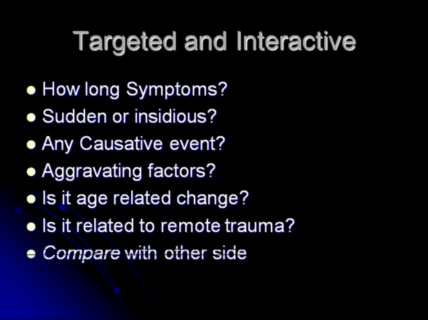 Targeted and Interactive
How long Symptoms?
Sudden or insidious?
Any Causative event?
Aggravating factors?
Is it age related change?
Is it related to remote trauma?
Compare with other side